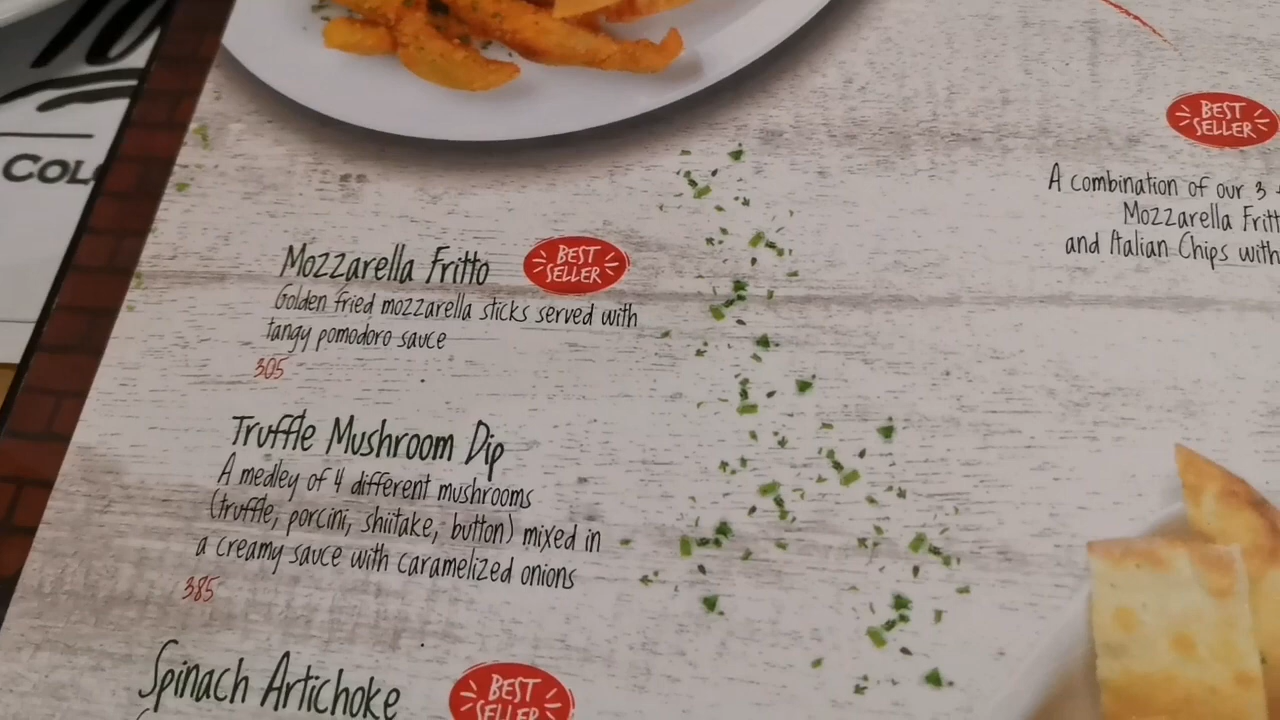 BEST
SELLER
A combination of our 3
Mozzarella
and Italian Chips with
Mozzarella Fritto
BEST
SELLER
Golden fried mozzarella sticks served with
tangy pomodoro sauce
305
Truffle Mushroom Dip
A medley of 4 different mushrooms
(truffle, porcini, shiitake, button) mixed in
a creamy sauce with caramelized onions
385
Spinach Artichoke
BEST
SELLER